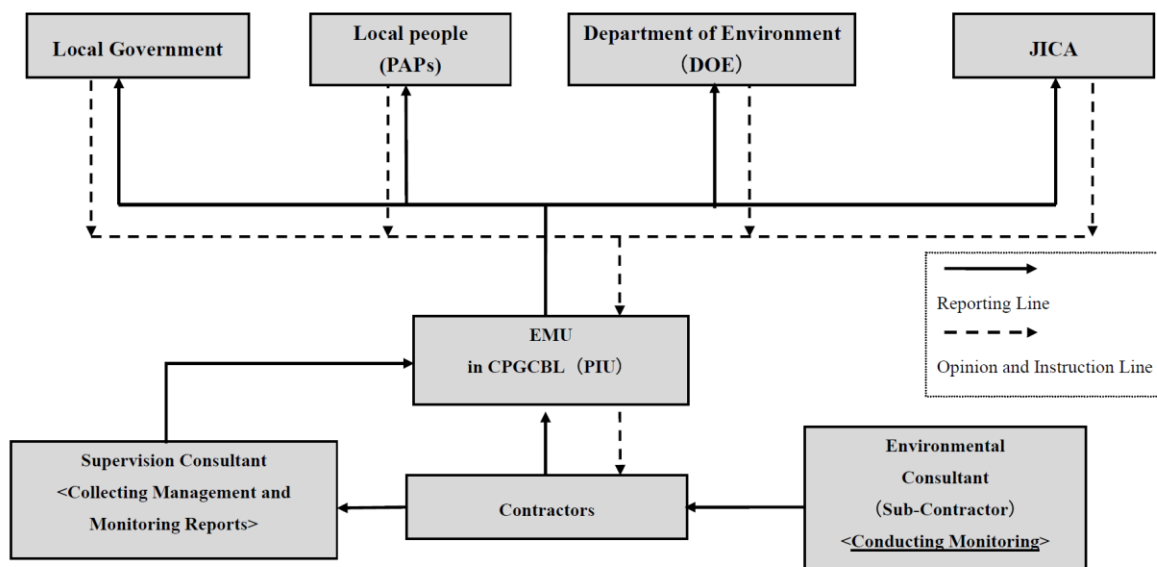 Local Government
Local people
(PAPs)
Department of Environment
（DOE）
JICA
Reporting Line
Opinion and Instruction Line
EMU
in CPGCBL（PIU）
Supervision Consultant
<Collecting Management and
Monitoring Reports>
Contractors
Environmental
Consultant
（Sub-Contractor）
<Conducting Monitoring>